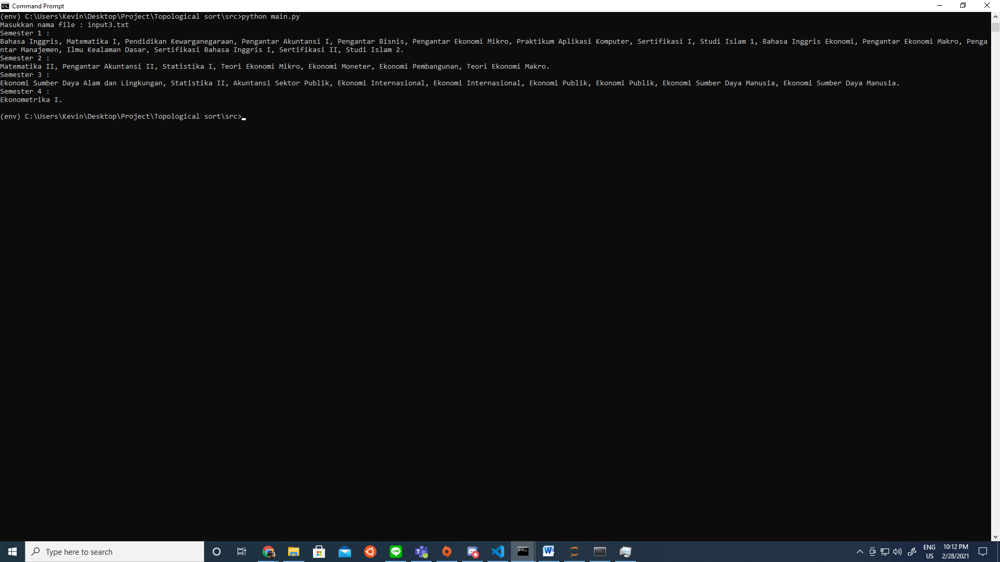 Command Prompt
(env) C:\Users\Kevin\Desktop\Project\Topological sort\src>python main.py
Masukkan nama file : input3.txt
Semester 1 :
Bahasa Inggris, Matematika I, Pendidikan Kewarganegaraan, Pengantar Akuntansi I, Pengantar Bisnis, Pengantar Ekonomi Mikro, Praktikum Aplikasi Komputer, Sertifikasi I, Studi Islam 1, Bahasa Inggris Ekonomi, Pengantar Ekonomi Makro, Penga
ntar Manajemen, Ilmu Kealaman Dasar, Sertifikasi Bahasa Inggris I, Sertifikasi II, Studi Islam 2.
Semester 2 :
Matematika II, Pengantar Akuntansi II, Statistika I, Teori Ekonomi Mikro, Ekonomi Moneter, Ekonomi Pembangunan, Teori Ekonomi Makro.
Semester 3 :
Ekonomi Sumber Daya Alam dan Lingkungan, Statistika II, Akuntansi Sektor Publik, Ekonomi Internasional, Ekonomi Internasional, Ekonomi Publik, Ekonomi Publik, Ekonomi Sumber Daya Manusia, Ekonomi Sumber Daya Manusia.
Semester 4 :
Ekonometrika I.
(env) C:\Users\Kevin\Desktop\Project\Topological sort\src>
Type here to search
LINE
ENG
US
10:12 PM
2/28/2021